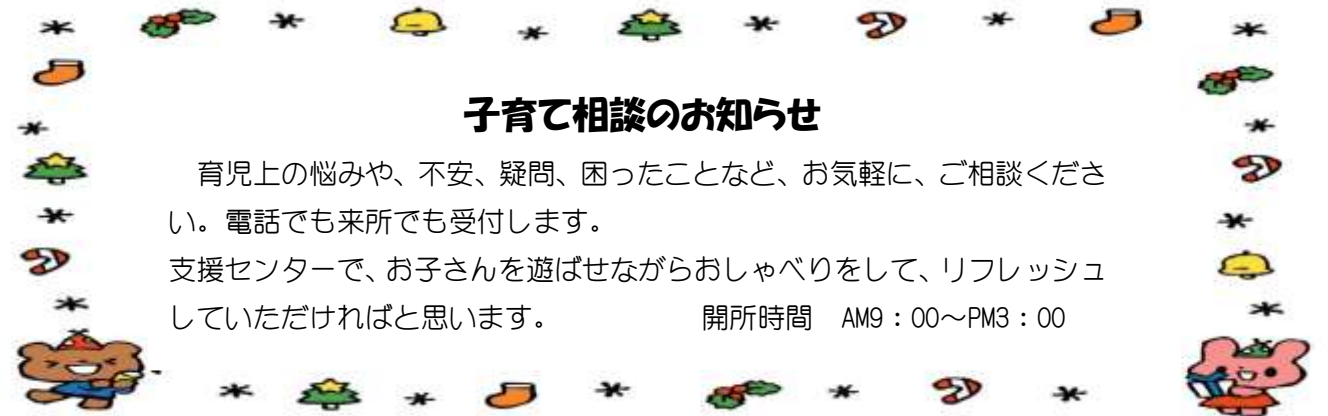 子育て相談のお知らせ
　育児上の悩みや、不安、疑問、困ったことなど、お気軽に、ご相談くださ
い。電話でも来所でも受付します。
支援センターで、お子さんを遊ばせながらおしゃべりをして、リフレッシュ
していただければと思います。　　　　　開所時間　AM9：00～PM3：00